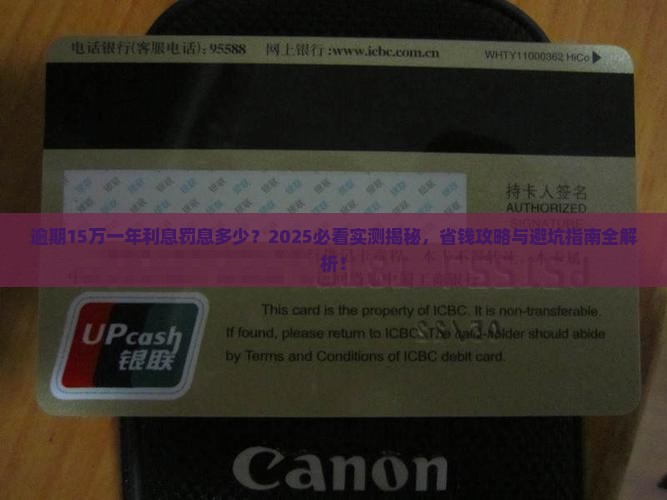 电话银行(客服电话): 95588 网上银行:www.icbc.com.cn
WHTY11000362 HiCo
持卡人签名
AUTHORIZED
SIGNATURE
逾期15万一年利息罚息多少？2025必看实测揭秘，省钱攻略与避坑指南全解
析！
This card is the property of ICBC. It is non-transferable.
If found, please return to ICBC. The card-holder should abide
by Terms and Conditions of ICBC debit card.
UPcash
银联
Canon